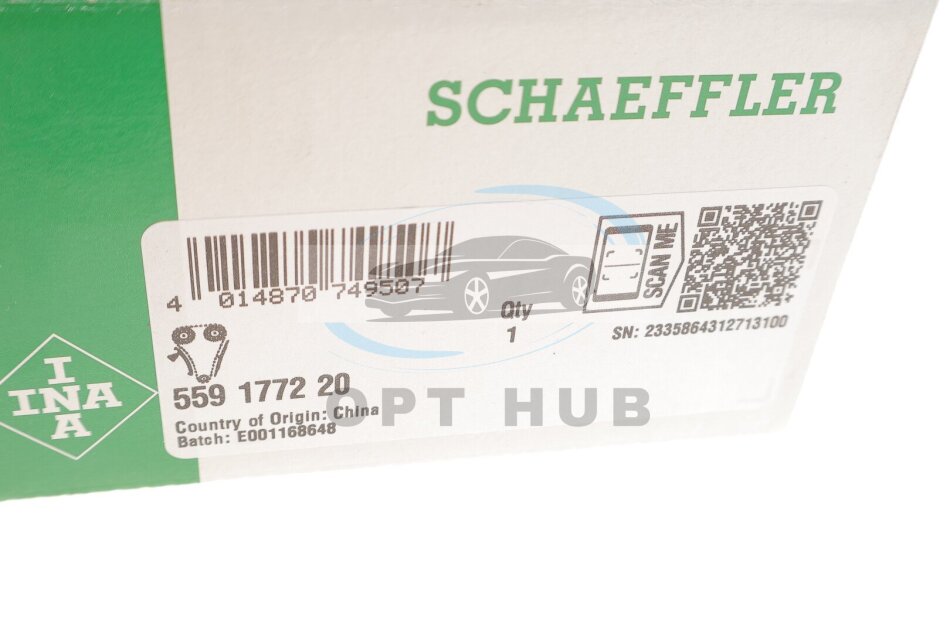 SCHAEFFLER
4 014870 749507
SCAN ME
Qty
1
SN: 2335864312713100
559 1772 20
Country of Origin: China
Batch: E001168648
INA
INA
OPT HUB